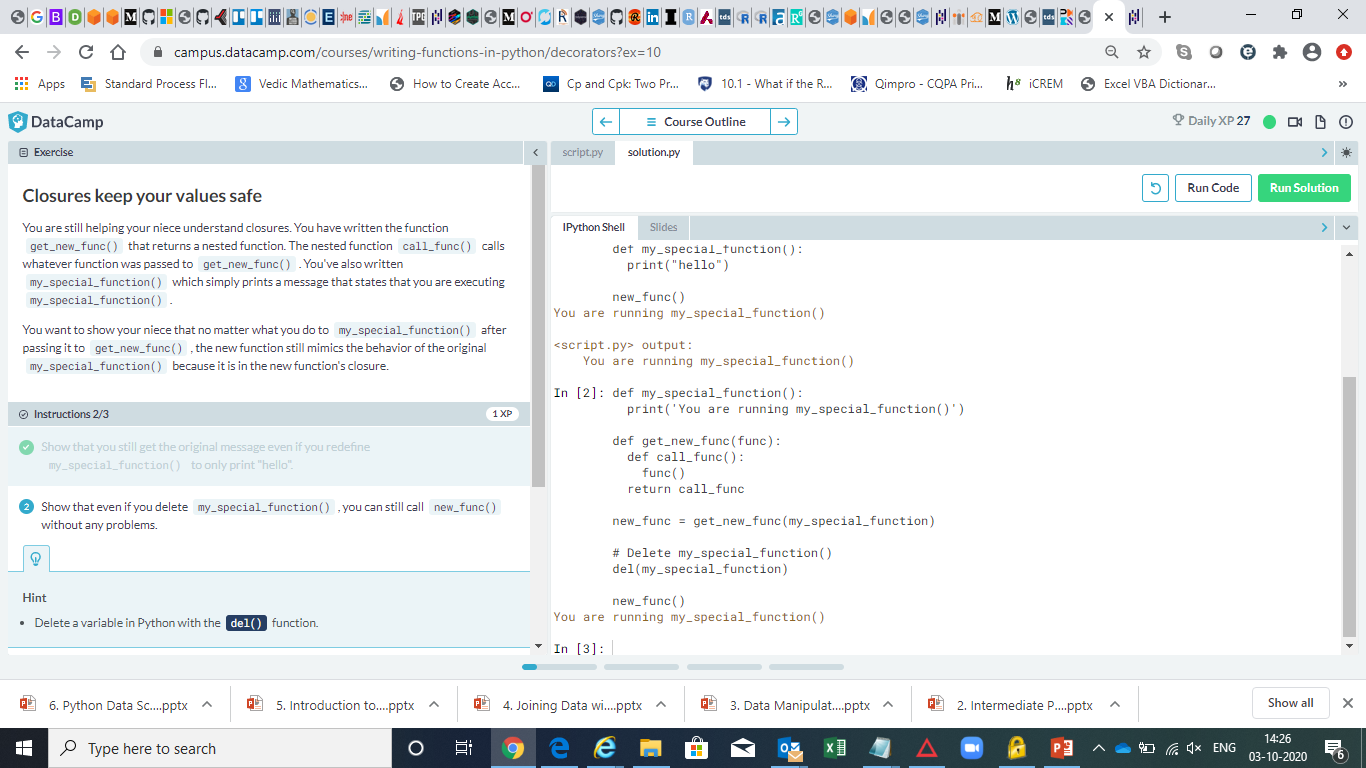 campus.datacamp.com/courses/writing-functions-in-python/decorators?ex=10
Apps
Standard Process Fl...
Vedic Mathematics...
How to Create Acc...
Cp and Cpk: Two Pr...
10.1 - What if the R...
Qimpro - CQPA Pri...
iCREM
Excel VBA Dictionar...
»
DataCamp
Course Outline
Daily XP 27
Exercise
script.py
solution.py
Closures keep your values safe
Run Code
Run Solution
You are still helping your niece understand closures. You have written the function
get_new_func() that returns a nested function. The nested function call_func() calls
whatever function was passed to get_new_func() . You've also written
my_special_function() which simply prints a message that states that you are executing
my_special_function() .
You want to show your niece that no matter what you do to my_special_function() after
passing it to get_new_func() , the new function still mimics the behavior of the original
my_special_function() because it is in the new function's closure.
Instructions 2/3
1 XP
Show that you still get the original message even if you redefine
my_special_function() to only print "hello".
2 Show that even if you delete my_special_function() , you can still call new_func()
without any problems.
Hint
• Delete a variable in Python with the del() function.
IPython Shell
Slides
def my_special_function():
print("hello")
new_func()
You are running my_special_function()
<script.py> output:
You are running my_special_function()
In [2]: def my_special_function():
print('You are running my_special_function()')
def get_new_func(func):
def call_func():
func()
return call_func
new_func = get_new_func(my_special_function)
# Delete my_special_function()
del(my_special_function)
new_func()
You are running my_special_function()
In [3]:
6. Python Data Sc....pptx
5. Introduction to....pptx
4. Joining Data wi....pptx
3. Data Manipulat....pptx
2. Intermediate P....pptx
Show all
Type here to search
ENG
14:26
03-10-2020
6